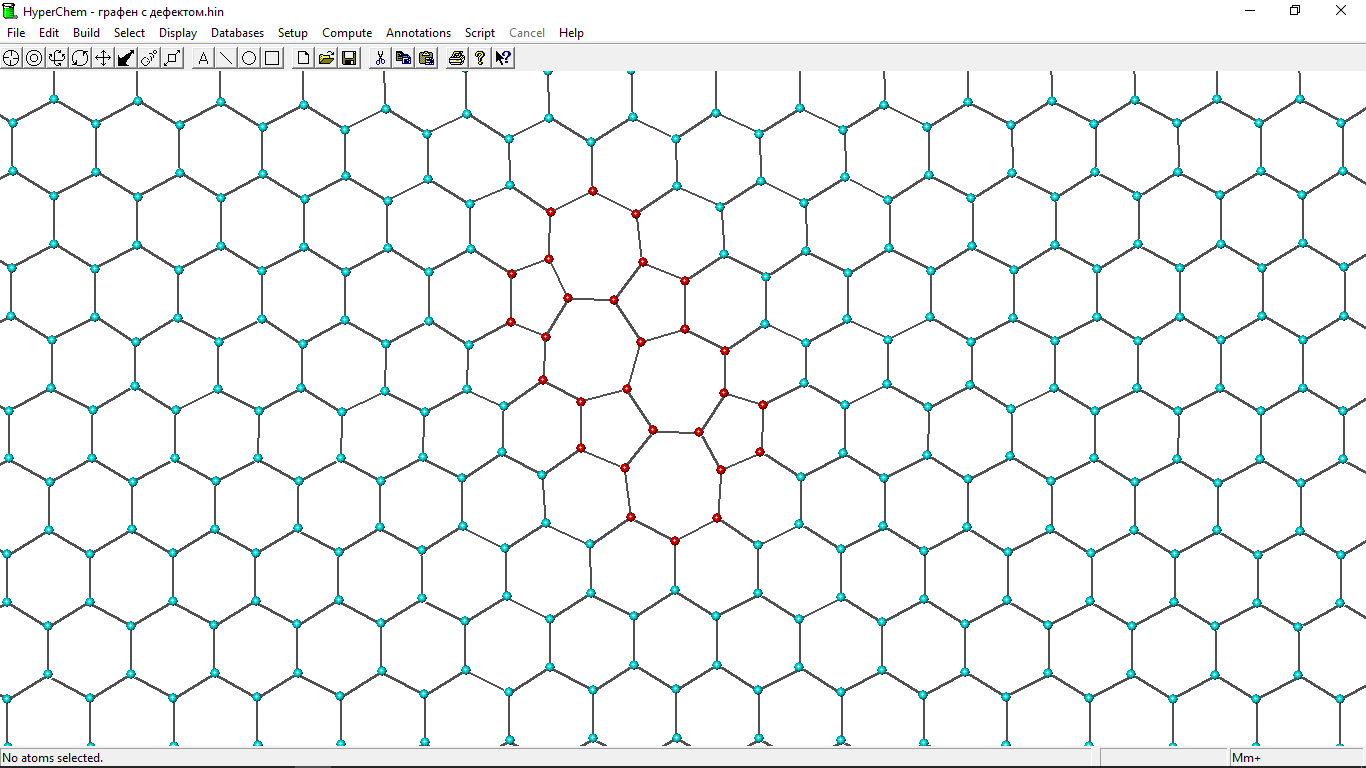 HyperChem - графен с дефектом.hin
File Edit Build Select Display Databases Setup Compute Annotations Script Cancel Help
A ? ?
No atoms selected. Mm+